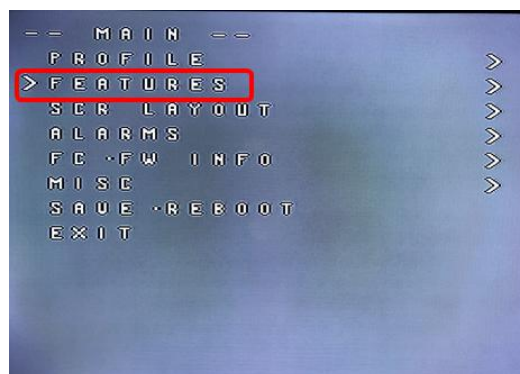 -- MAIN --
PROFILE >
> FEATURES >
SCR LAYOUT >
ALARMS >
FC-FW INFO >
MISC >
SAVE-REBOOT
EXIT